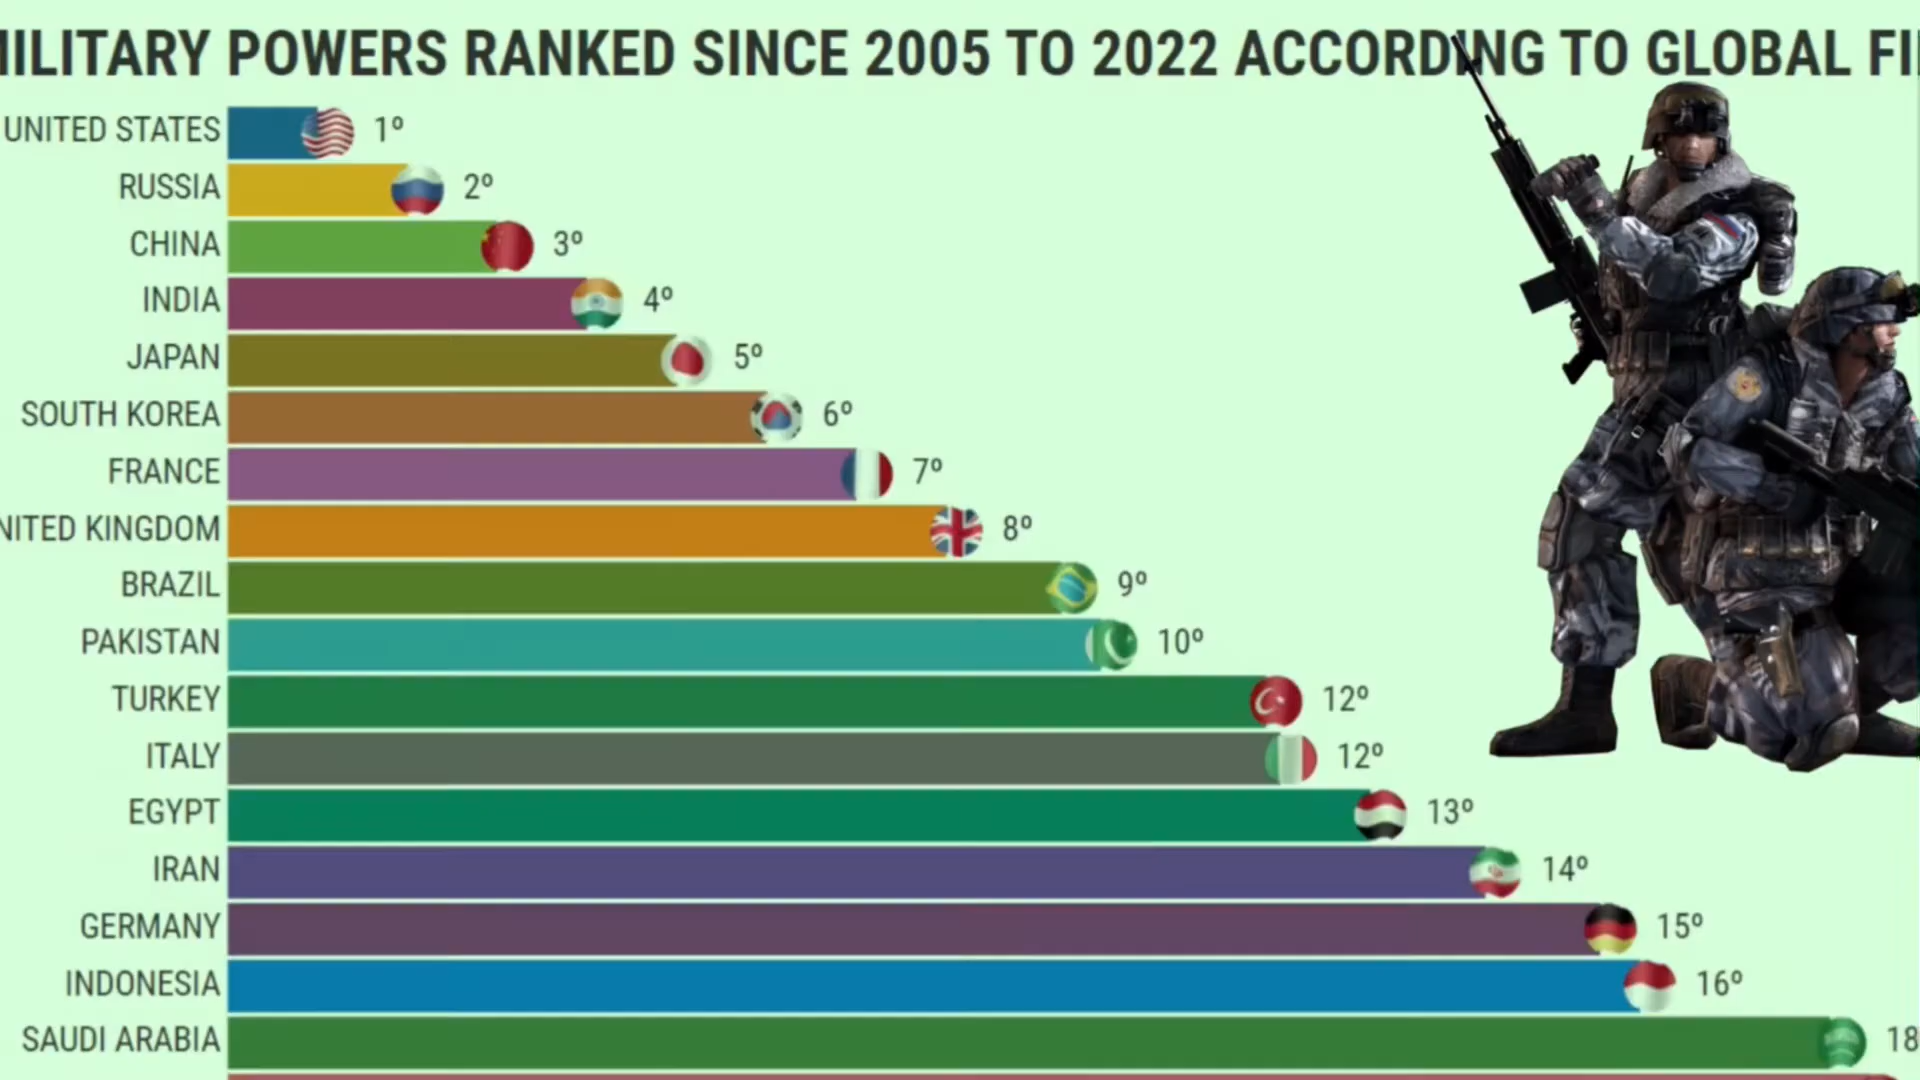 MILITARY POWERS RANKED SINCE 2005 TO 2022 ACCORDING TO GLOBAL
UNITED STATES 1º
RUSSIA 2º
CHINA 3º
INDIA 4º
JAPAN 5º
SOUTH KOREA 6º
FRANCE 7º
NITED KINGDOM 8º
BRAZIL 9º
PAKISTAN 10º
TURKEY 12º
ITALY 12º
EGYPT 13º
IRAN 14º
GERMANY 15º
INDONESIA 16º
SAUDI ARABIA 18